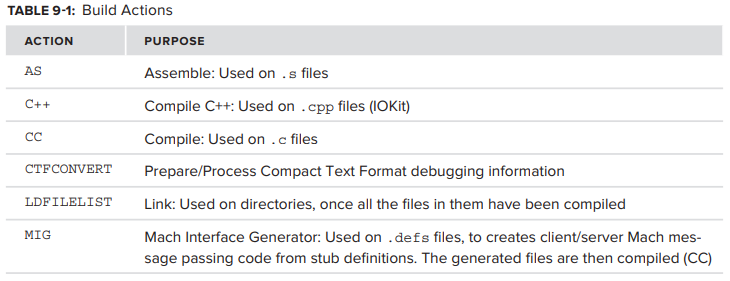 TABLE 9-1: Build Actions
ACTION PURPOSE
AS Assemble: Used on .s files
C++ Compile C++: Used on .cpp files (IOKit)
CC Compile: Used on .c files
CTFCONVERT Prepare/Process Compact Text Format debugging information
LDFILELIST Link: Used on directories, once all the files in them have been compiled
MIG Mach Interface Generator: Used on .defs files, to creates client/server Mach mes-
sage passing code from stub definitions. The generated files are then compiled (CC)